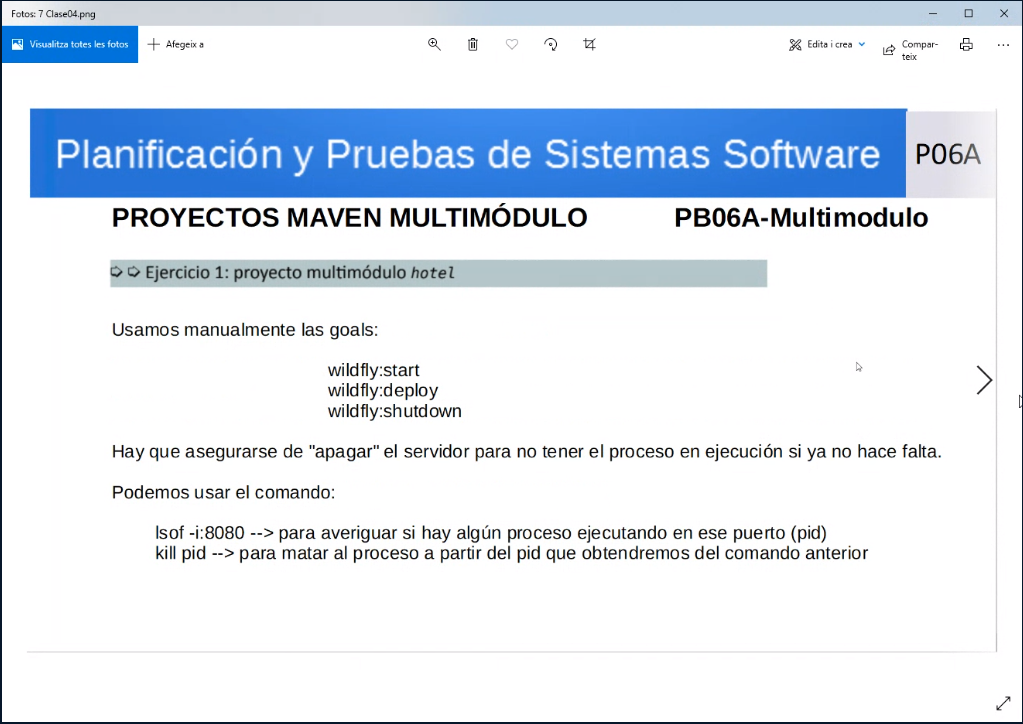 Fotos: 7 Clase04.png
Visualitza totes les fotos
Afegeix a
Edita i crea
Compar-
teix
Planificación y Pruebas de Sistemas Software
P06A
PROYECTOS MAVEN MULTIMÓDULO PB06A-Multimodulo
➩ ➩ Ejercicio 1: proyecto multimódulo hotel
Usamos manualmente las goals:
wildfly:start
wildfly:deploy
wildfly:shutdown
Hay que asegurarse de "apagar" el servidor para no tener el proceso en ejecución si ya no hace falta.
Podemos usar el comando:
lsof -i:8080 --> para averiguar si hay algún proceso ejecutando en ese puerto (pid)
kill pid --> para matar al proceso a partir del pid que obtendremos del comando anterior